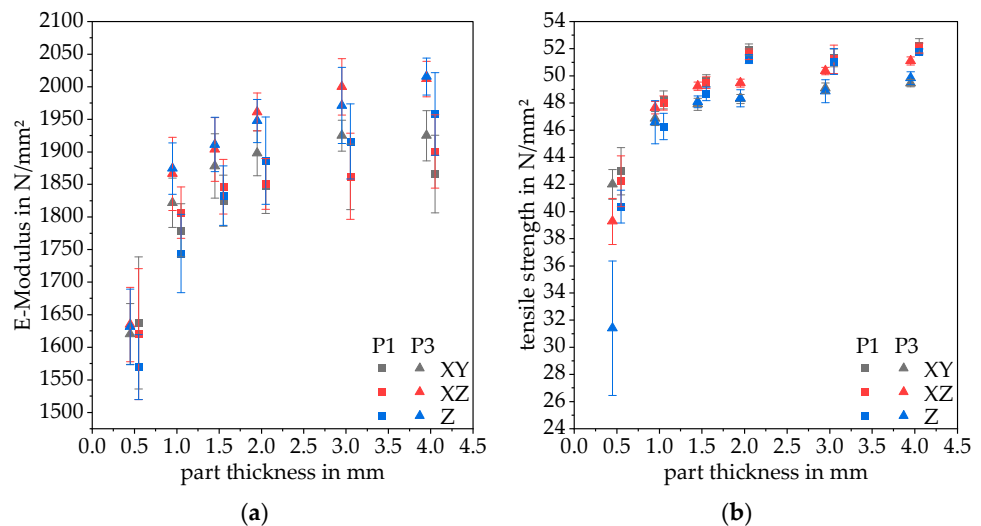 2100
2050
2000
1950
1900
1850
1800
1750
1700
1650
1600
1550
1500
E-Modulus in N/mm²
0.0 0.5 1.0 1.5 2.0 2.5 3.0 3.5 4.0 4.5
part thickness in mm
P1 P3
XY
XZ
Z
(a)
54
52
50
48
46
44
42
40
38
36
34
32
30
28
26
24
tensile strength in N/mm²
0.0 0.5 1.0 1.5 2.0 2.5 3.0 3.5 4.0 4.5
part thickness in mm
P1 P3
XY
XZ
Z
(b)